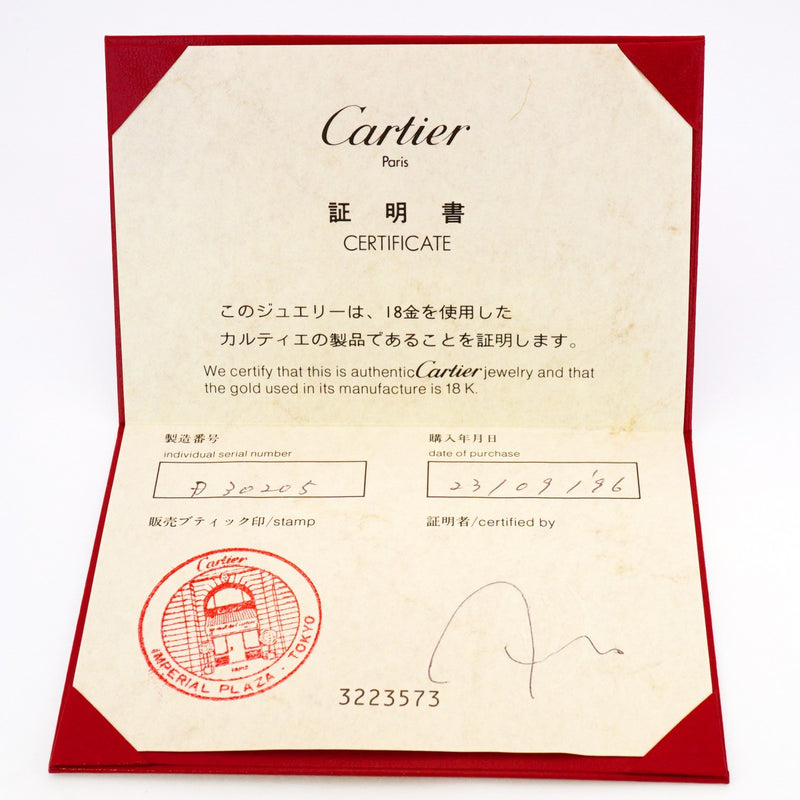 Cartier
Paris
証明書
CERTIFICATE
このジュエリーは、18金を使用した
カルティエの製品であることを証明します。
We certify that this is authentic Cartier jewelry and that
the gold used in its manufacture is 18 K.
製造番号
individual serial number
D 30205
購入年月日
date of purchase
23/09/'96
販売ブティック印/stamp
証明者/certified by
Cartier
IMPERIAL PLAZA - TOKYO
3223573